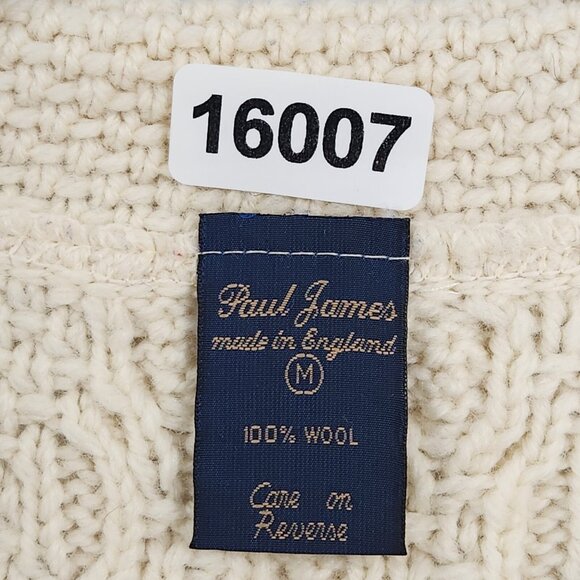 16007
Paul James
made in England
M
100% WOOL
Care on
Reverse